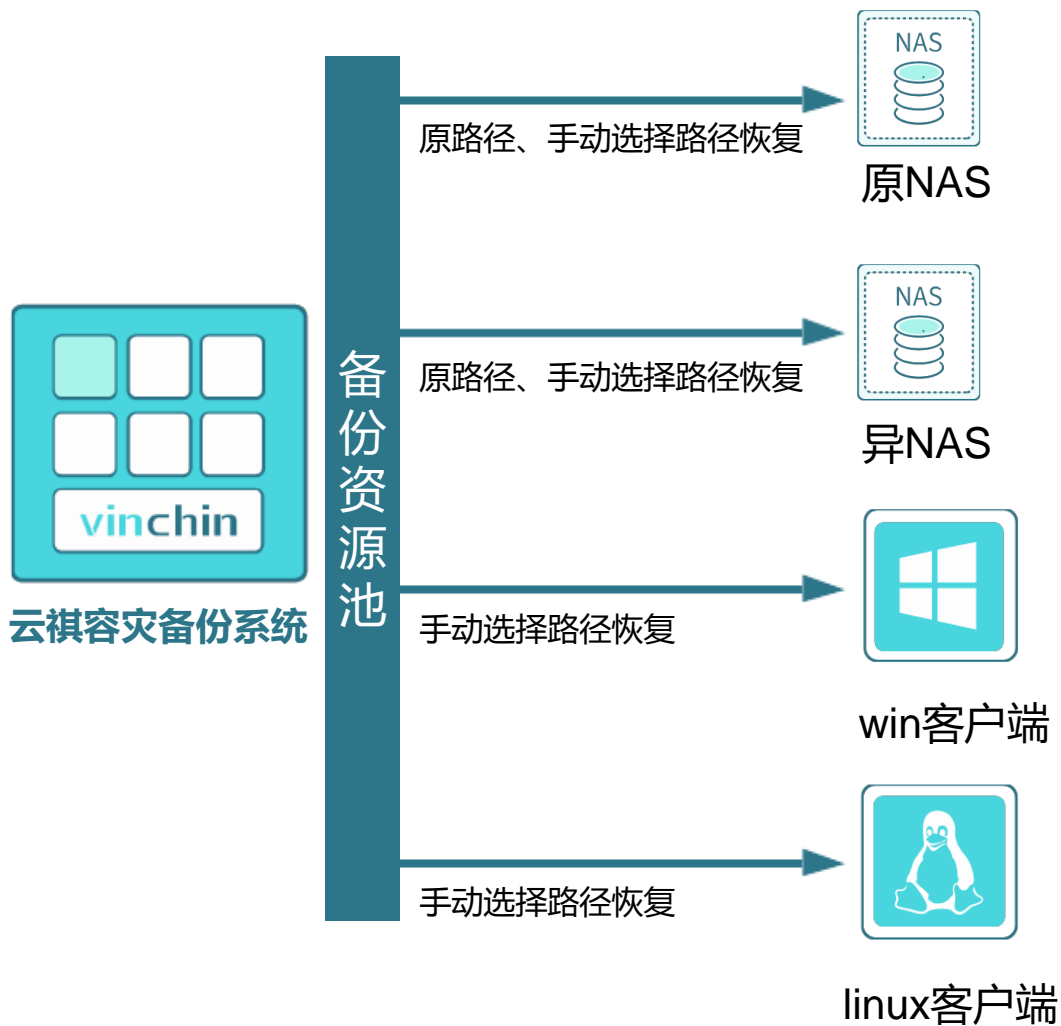 NAS
原路径、手动选择路径恢复
原NAS
NAS
原路径、手动选择路径恢复
异NAS
vinchin
云祺容灾备份系统
备份资源池
手动选择路径恢复
win客户端
手动选择路径恢复
linux客户端